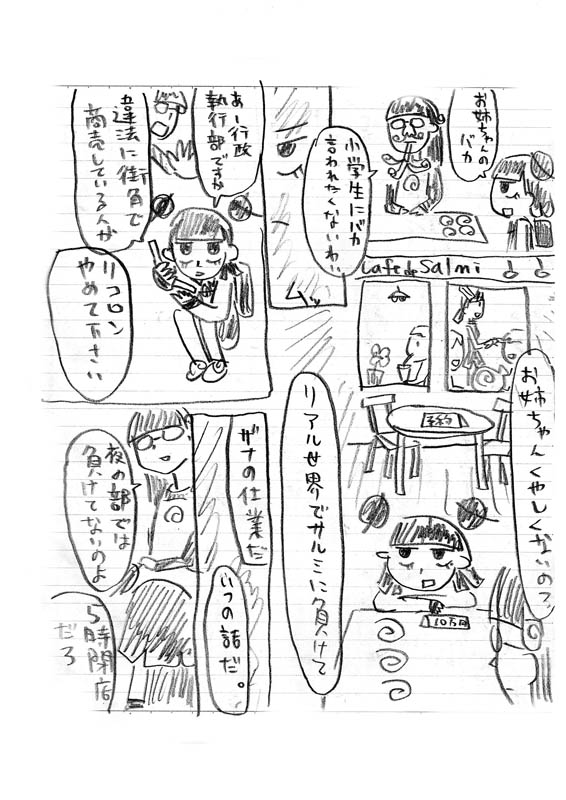 お姉ちゃんの
バカ
小学生にバカ
言われたくないわい
Cafe de Salmi
お姉ちゃんくやしくないの?
予約
リアル世界でサルミに負けて
10万円
ムッ
あー行政
執行部ですか
違法に街角で
商売している人が
リコロン
やめて下さい
ザナの仕業だ
いつの話だ。
夜の部では
負けてないのよ
5時閉店
だろ